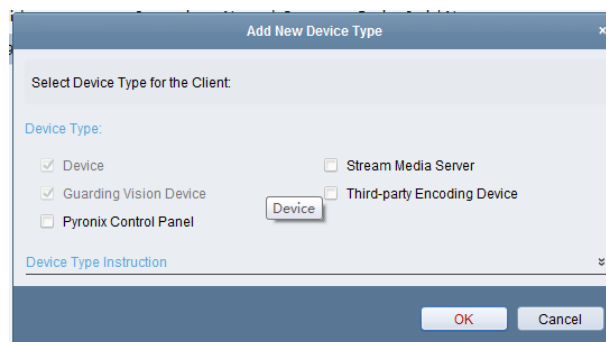 Add New Device Type
×
Select Device Type for the Client:
Device Type:
Device
Stream Media Server
Guarding Vision Device
Third-party Encoding Device
Device
Pyronix Control Panel
Device Type Instruction
OK
Cancel